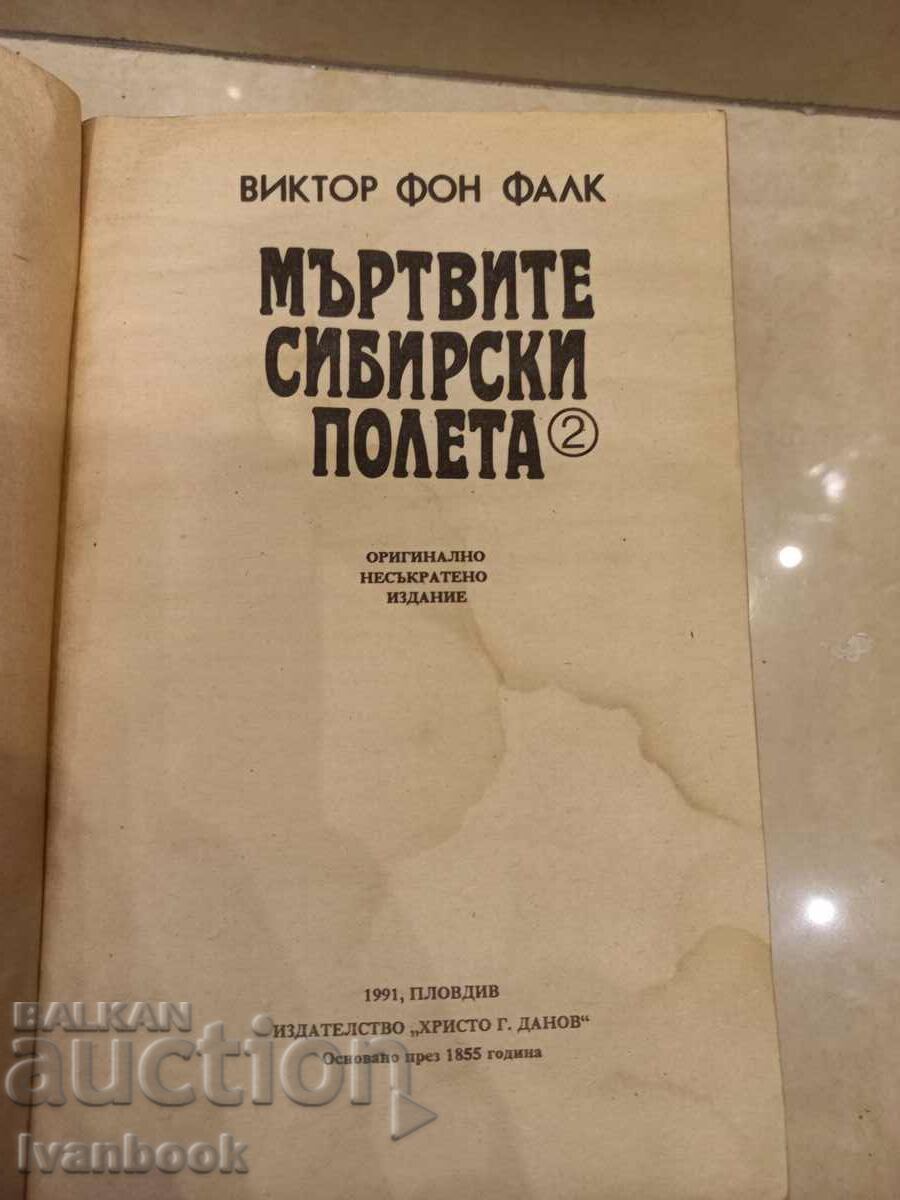 ВИКТОР ФОН ФАЛК
МЪРТВИТЕ
СИБИРСКИ
ПОЛЕТА ②
ОРИГИНАЛНО
НЕСЪКРАТЕНО
ИЗДАНИЕ
1991, ПЛОВДИВ
ИЗДАТЕЛСТВО „ХРИСТО Г. ДАНОВ“
Основано през 1855 година
BALKAN
auction
Ivanbook